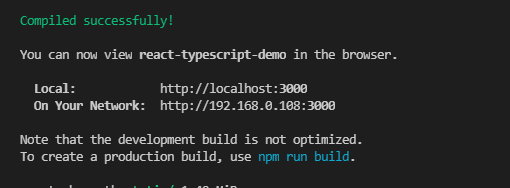 Compiled successfully!
You can now view react-typescript-demo in the browser.
Local: http://localhost:3000
On Your Network: http://192.168.0.108:3000
Note that the development build is not optimized.
To create a production build, use npm run build.